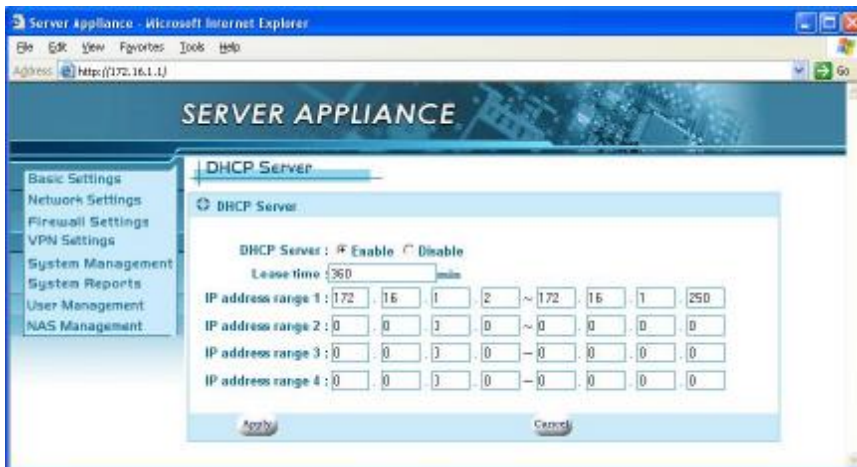 Server Appliance - Microsoft Internet Explorer
File Edit View Favorites Tools Help
Address http://172.16.1.1/ Go
SERVER APPLIANCE
Basic Settings
Network Settings
Firewall Settings
VPN Settings
System Management
System Reports
User Management
NAS Management
DHCP Server
DHCP Server
DHCP Server : Enable Disable
Lease time : 360 min
IP address range 1 : 172 . 16 . 1 . 2 ~ 172 . 16 . 1 . 250
IP address range 2 : 0 . 0 . 0 . 0 ~ 0 . 0 . 0 . 0
IP address range 3 : 0 . 0 . 0 . 0 ~ 0 . 0 . 0 . 0
IP address range 4 : 0 . 0 . 0 . 0 ~ 0 . 0 . 0 . 0
Apply Cancel